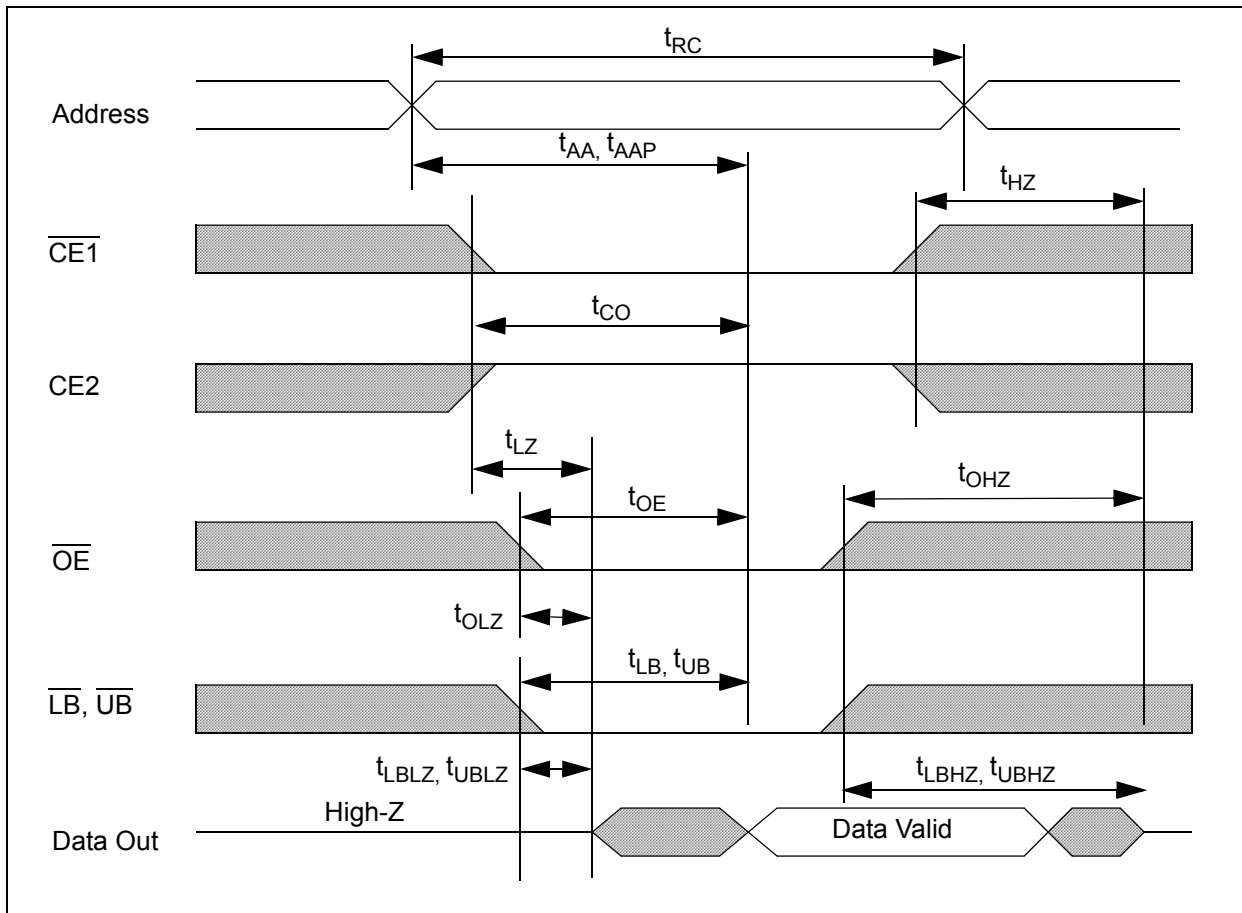 tRC
Address
tAA, tAAP
tHZ
CE1
tCO
CE2
tLZ
tOHZ
tOE
OE
tOLZ
tLB, tUB
LB, UB
tLBLZ, tUBLZ
tLBHZ, tUBHZ
High-Z
Data Valid
Data Out